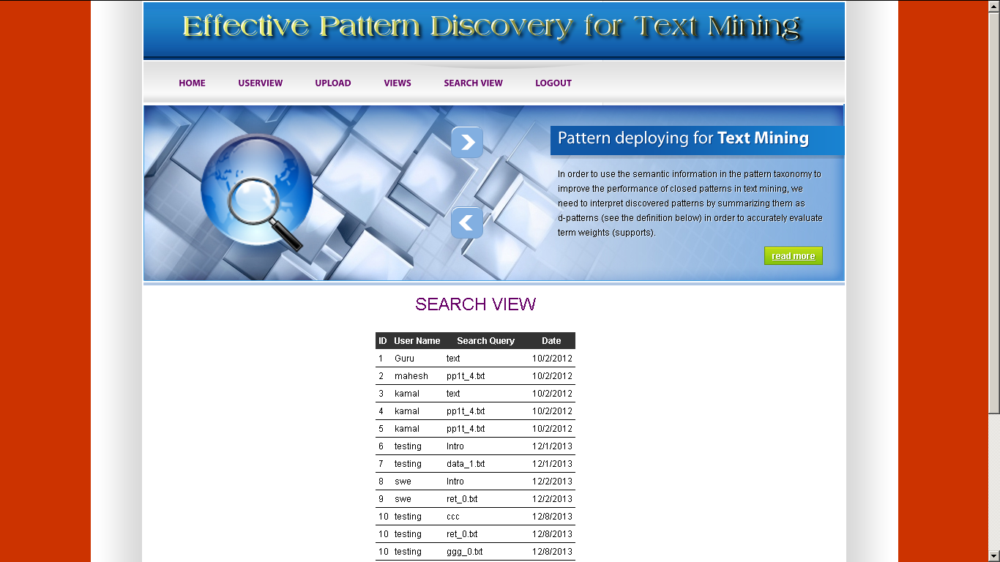 Effective Pattern Discovery for Text Mining
HOME USERVIEW UPLOAD VIEWS SEARCH VIEW LOGOUT
Pattern deploying for Text Mining
In order to use the semantic information in the pattern taxonomy to
improve the performance of closed patterns in text mining, we
need to interpret discovered patterns by summarizing them as
d-patterns (see the definition below) in order to accurately evaluate
term weights (supports).
read more
SEARCH VIEW
ID User Name Search Query Date
1 Guru text 10/2/2012
2 mahesh pp1t_4.txt 10/2/2012
3 kamal text 10/2/2012
4 kamal pp1t_4.txt 10/2/2012
5 kamal pp1t_4.txt 10/2/2012
6 testing Intro 12/1/2013
7 testing data_1.txt 12/1/2013
8 swe Intro 12/2/2013
9 swe ret_0.txt 12/2/2013
10 testing ccc 12/8/2013
10 testing ret_0.txt 12/8/2013
10 testing ggg_0.txt 12/8/2013